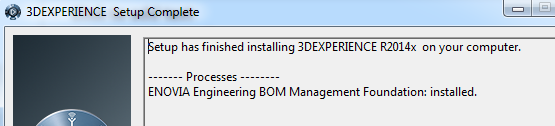 3DEXPERIENCE Setup Complete
Setup has finished installing 3DEXPERIENCE R2014x on your computer.
------- Processes --------
ENOVIA Engineering BOM Management Foundation: installed.